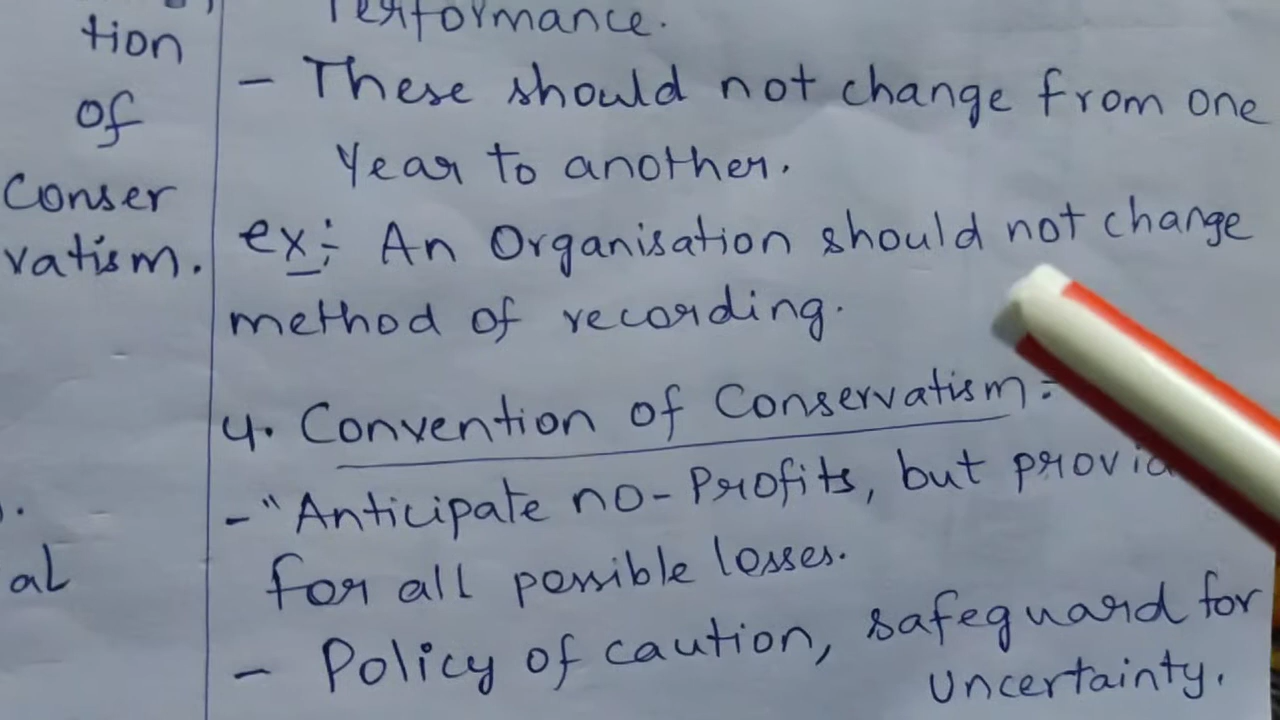 tion
of
Conser
vatism.
al
Performance.
- These should not change from one
Year to another.
ex:- An Organisation should not change
method of recording.
4. Convention of Conservatism :-
- "Anticipate no-Profits, but
for all possible losses.
- Policy of caution, safeguard for
uncertainty.